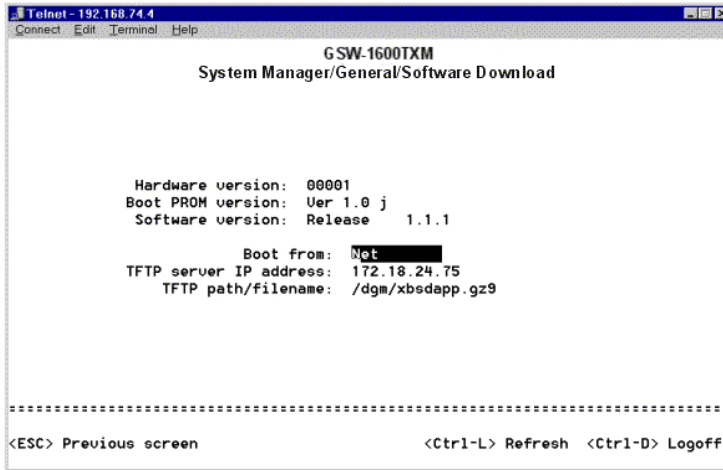 Telnet - 192.168.74.4
Connect Edit Terminal Help
GSW-1600TXM
System Manager/General/Software Download
Hardware version: 00001
Boot PROM version: Ver 1.0 j
Software version: Release 1.1.1
Boot from: Net
TFTP server IP address: 172.18.24.75
TFTP path/filename: /dgm/xbsdapp.gz9
<ESC> Previous screen <Ctrl-L> Refresh <Ctrl-D> Logoff